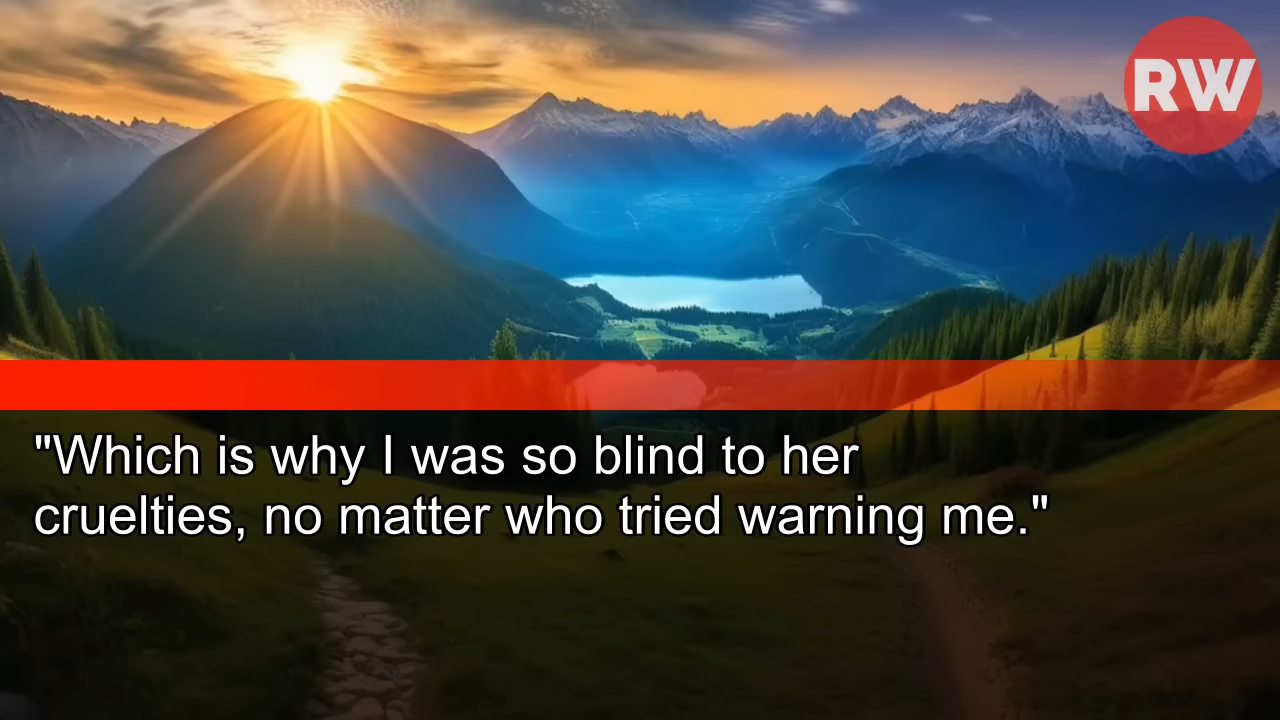 RW
"Which is why I was so blind to her
cruelties, no matter who tried warning me."